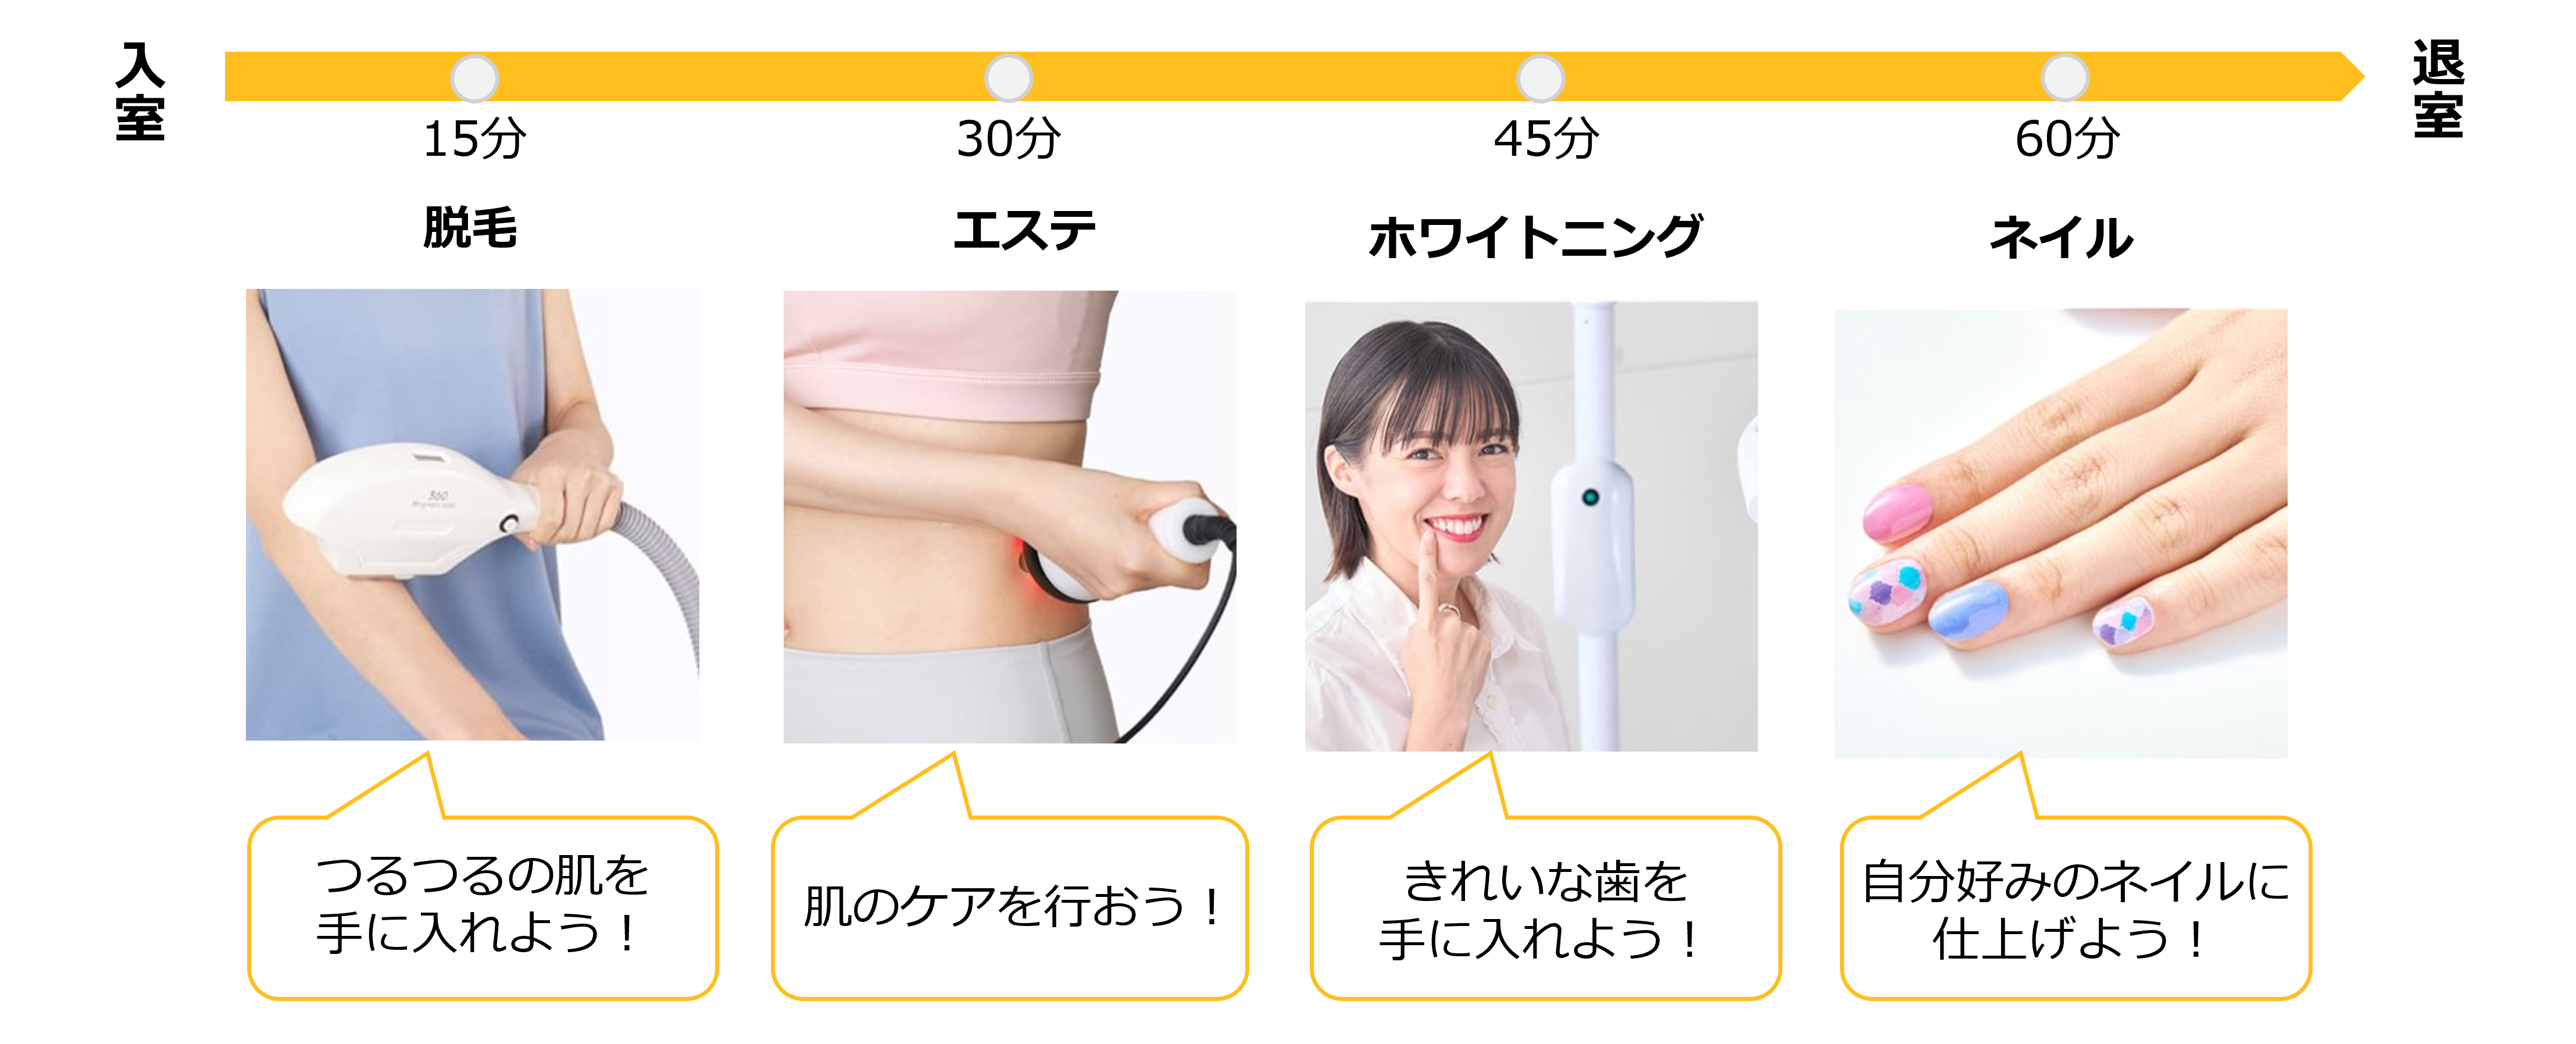 入室
退室
15分
30分
45分
60分
脱毛
エステ
ホワイトニング
ネイル
360
つるつるの肌を
手に入れよう！
肌のケアを行おう！
きれいな歯を
手に入れよう！
自分好みのネイルに
仕上げよう！